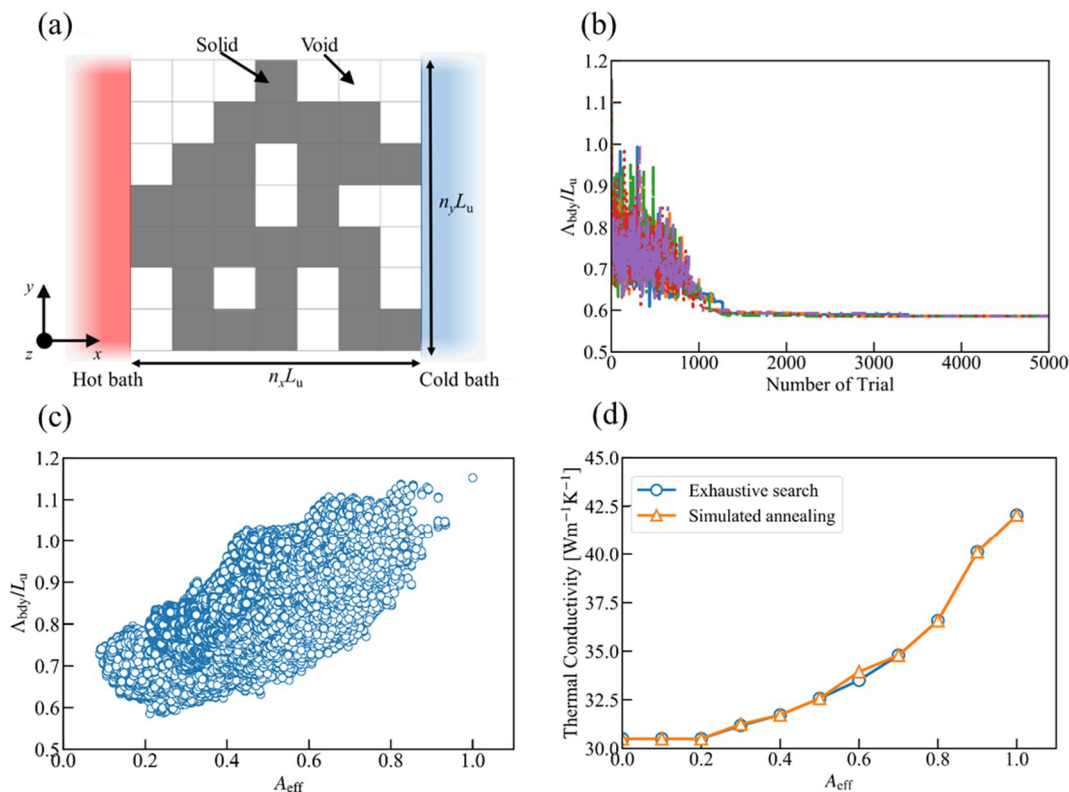 (a)
Solid
Void
n_yL_u
y
z
x
Hot bath
n_xL_u
Cold bath
(b)
Λ_bdy/L_u
1.2
1.1
1.0
0.9
0.8
0.7
0.6
0.5
0
1000
2000
3000
4000
5000
Number of Trial
(c)
Λ_bdy/L_u
1.2
1.1
1.0
0.9
0.8
0.7
0.6
0.5
0.0
0.2
0.4
0.6
0.8
1.0
A_eff
(d)
Thermal Conductivity [Wm⁻¹K⁻¹]
45.0
42.5
40.0
37.5
35.0
32.5
30.0
Exhaustive search
Simulated annealing
0.0
0.2
0.4
0.6
0.8
1.0
A_eff